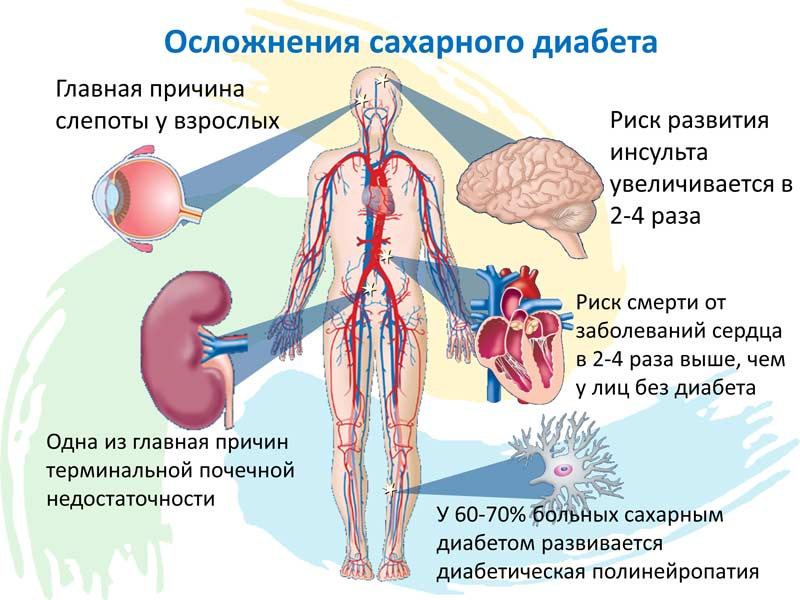 Осложнения сахарного диабета
Главная причина
слепоты у взрослых
Риск развития
инсульта
увеличивается в
2-4 раза
Риск смерти от
заболеваний сердца
в 2-4 раза выше, чем
у лиц без диабета
Одна из главная причин
терминальной почечной
недостаточности
У 60-70% больных сахарным
диабетом развивается
диабетическая полинейропатия